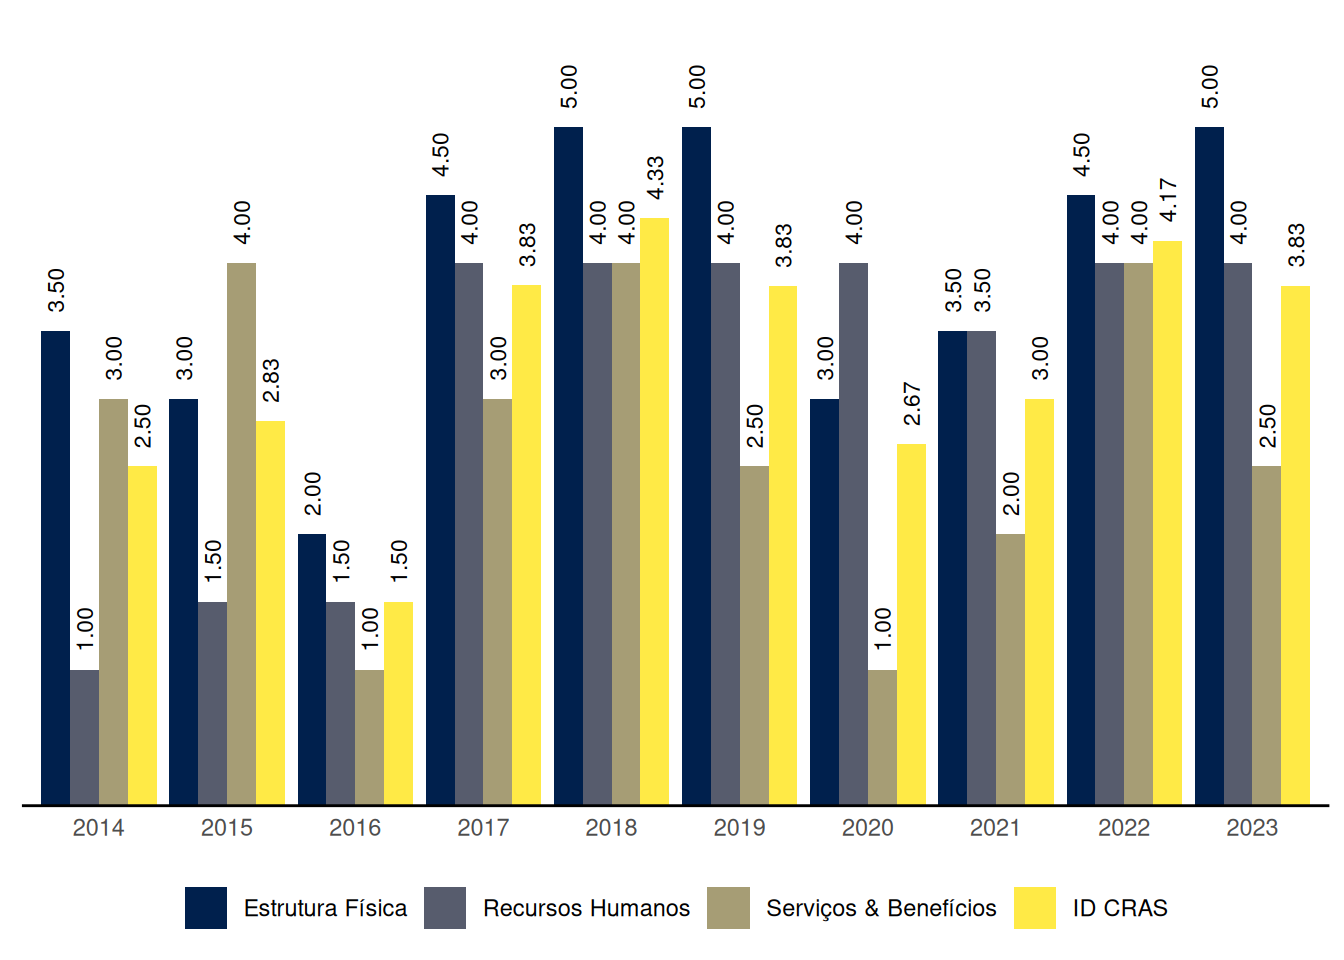 3.50 1.00 3.00 2.50
3.00 1.50 4.00 2.83
2.00 1.50 1.00 1.50
4.50 4.00 3.00 3.83
5.00 4.00 4.00 4.33
5.00 4.00 2.50 3.83
3.00 4.00 1.00 2.67
3.50 3.50 2.00 3.00
4.50 4.00 4.00 4.17
5.00 4.00 2.50 3.83
2014 2015 2016 2017 2018 2019 2020 2021 2022 2023
Estrutura Física Recursos Humanos Serviços & Benefícios ID CRAS